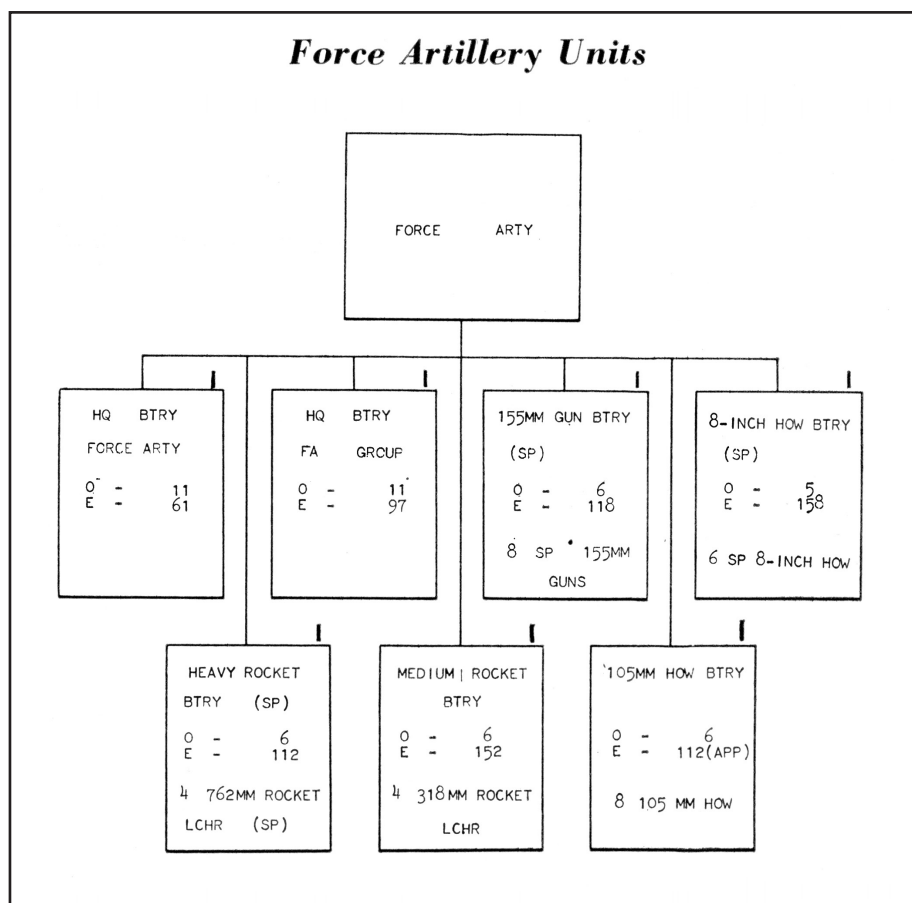 Force Artillery Units
FORCE ARTY
HQ BTRY
FORCE ARTY
O - 11
E - 61
HQ BTRY
FA GROUP
O - 11
E - 97
155MM GUN BTRY
(SP)
O - 6
E - 118
8 SP 155MM
GUNS
8-INCH HOW BTRY
(SP)
O - 5
E - 158
6 SP 8-INCH HOW
HEAVY ROCKET
BTRY (SP)
O - 6
E - 112
4 762MM ROCKET
LCHR (SP)
MEDIUM ROCKET
BTRY
O - 6
E - 152
4 318MM ROCKET
LCHR
105MM HOW BTRY
O - 6
E - 112(APP)
8 105 MM HOW